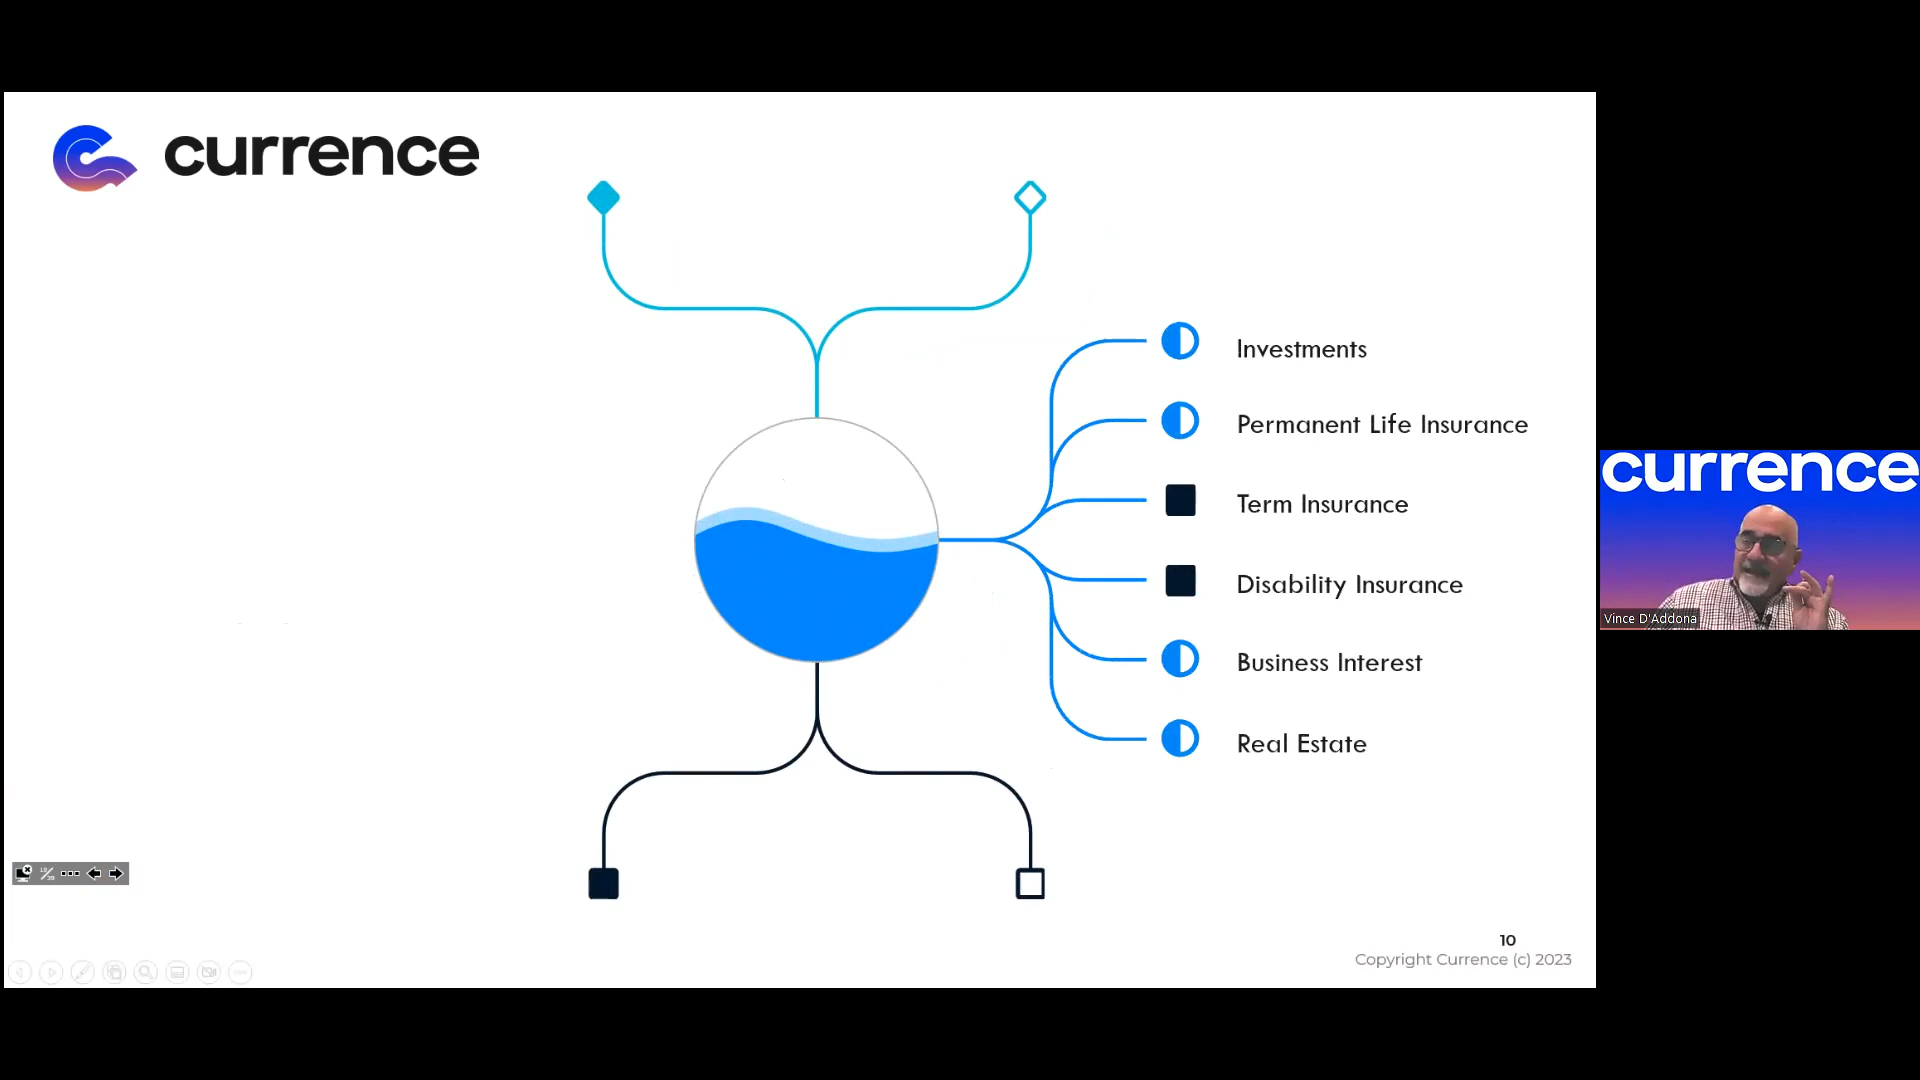 currence
Investments
Permanent Life Insurance
Term Insurance
Disability Insurance
Business Interest
Real Estate
10
Copyright Currence (c) 2023
currence
Vince D'Addona